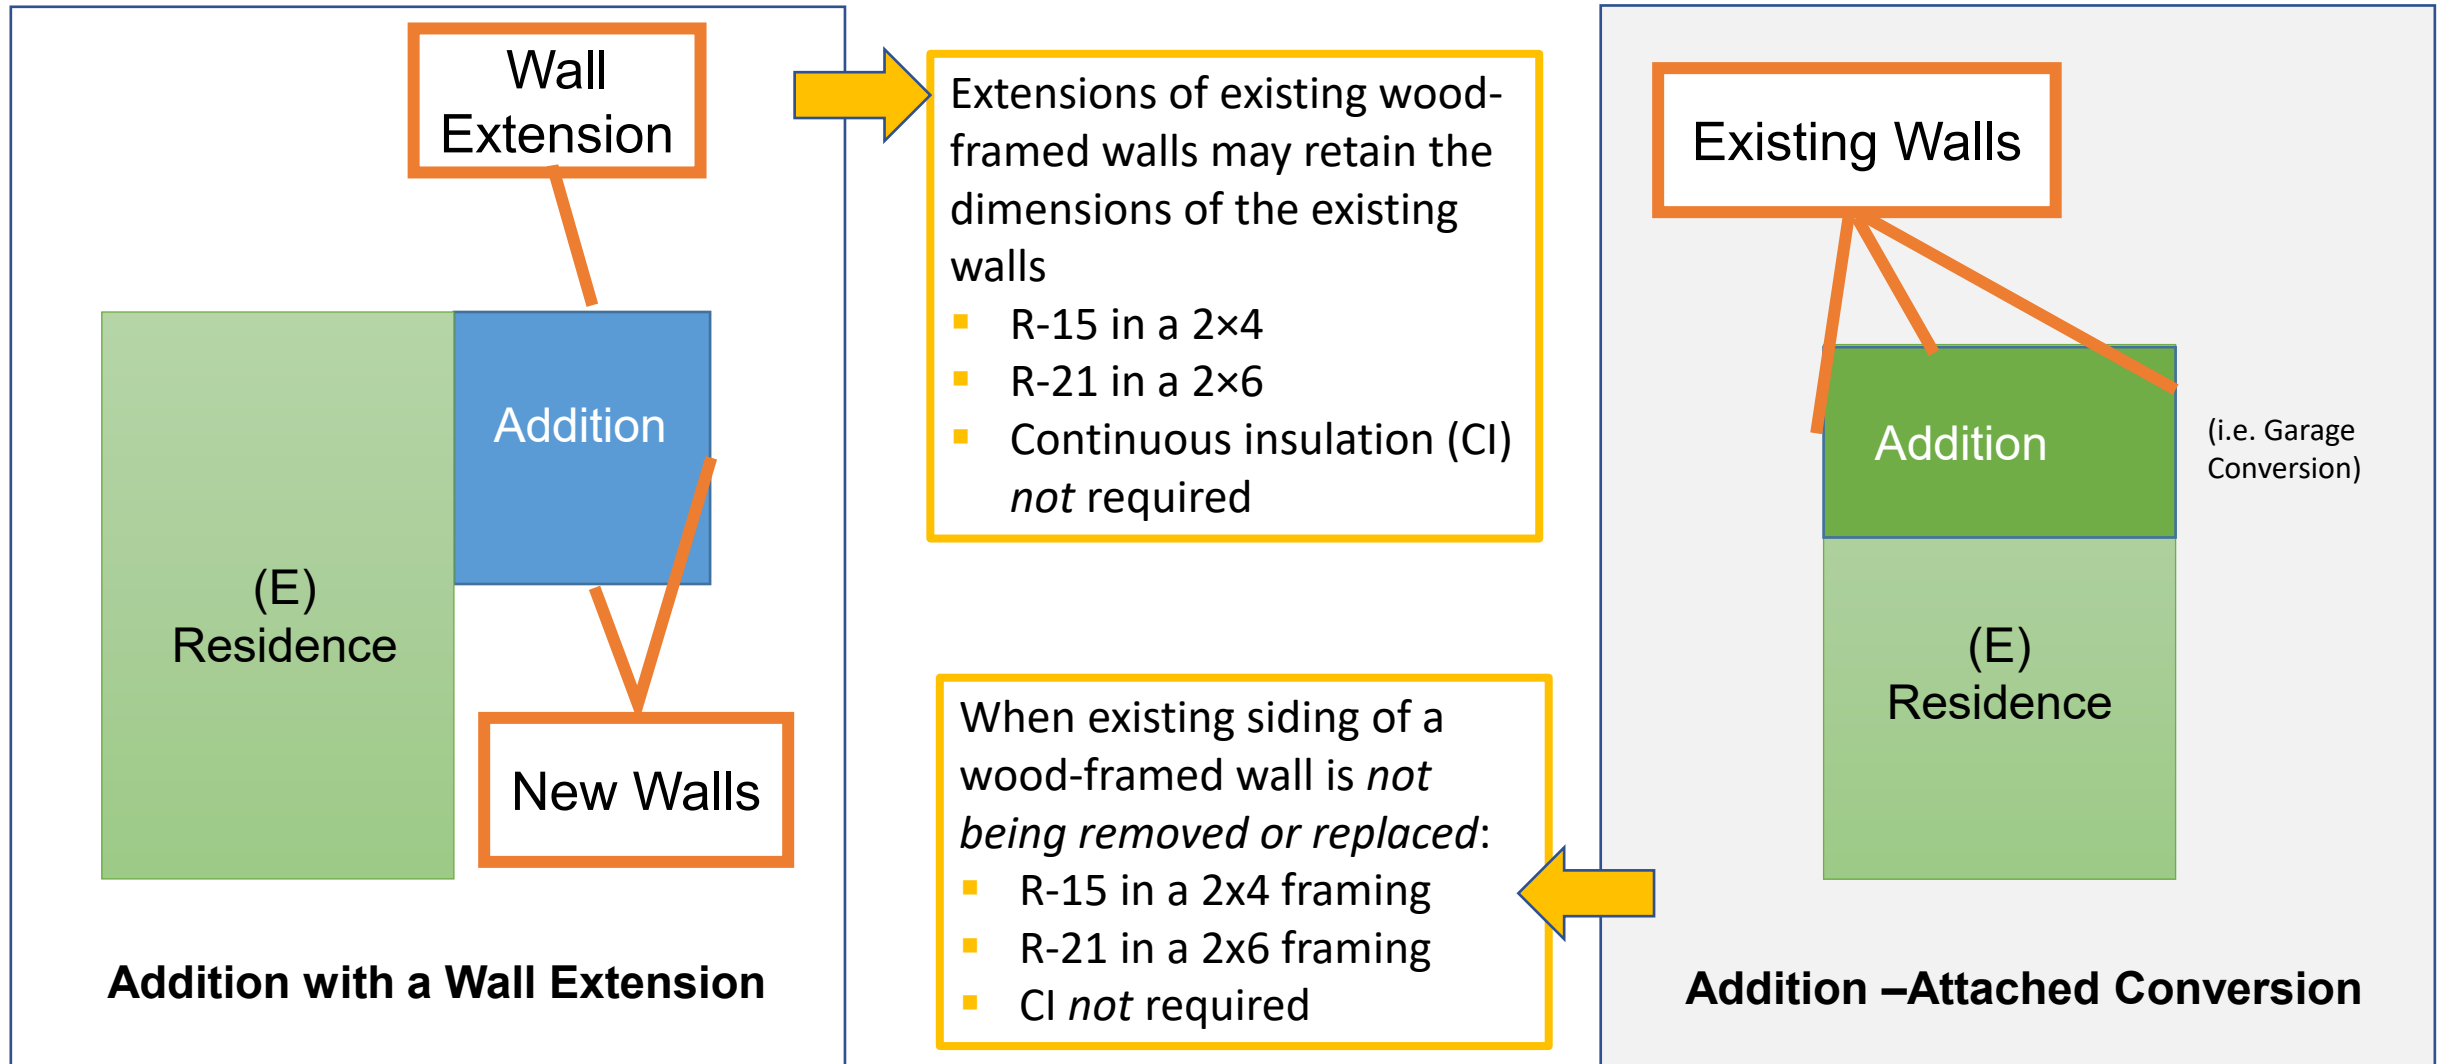 Wall
Extension
Addition
(E)
Residence
New Walls
Addition with a Wall Extension
Extensions of existing wood-
framed walls may retain the
dimensions of the existing
walls
▪ R-15 in a 2×4
▪ R-21 in a 2×6
▪ Continuous insulation (CI)
not required
When existing siding of a
wood-framed wall is not
being removed or replaced:
▪ R-15 in a 2x4 framing
▪ R-21 in a 2x6 framing
▪ CI not required
Existing Walls
Addition
(i.e. Garage
Conversion)
(E)
Residence
Addition –Attached Conversion